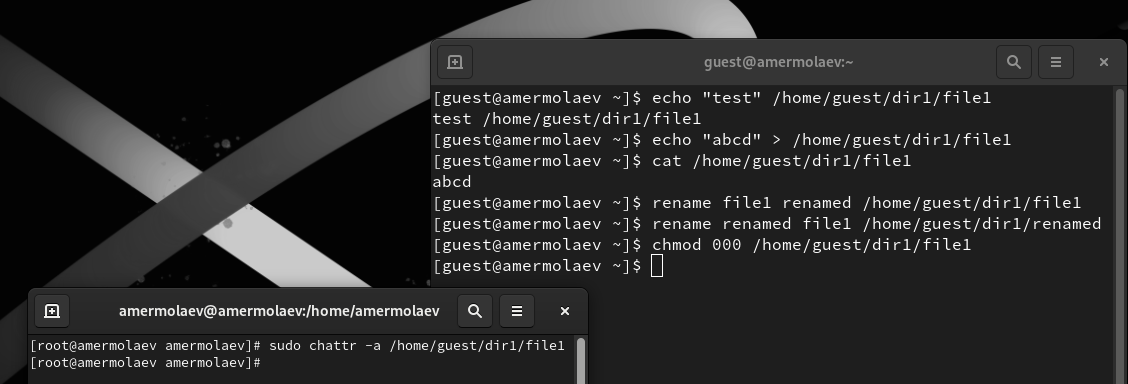 guest@amermolaev:~
[guest@amermolaev ~]$ echo "test" /home/guest/dir1/file1
test /home/guest/dir1/file1
[guest@amermolaev ~]$ echo "abcd" > /home/guest/dir1/file1
[guest@amermolaev ~]$ cat /home/guest/dir1/file1
abcd
[guest@amermolaev ~]$ rename file1 renamed /home/guest/dir1/file1
[guest@amermolaev ~]$ rename renamed file1 /home/guest/dir1/renamed
[guest@amermolaev ~]$ chmod 000 /home/guest/dir1/file1
[guest@amermolaev ~]$
amermolaev@amermolaev:/home/amermolaev
[root@amermolaev amermolaev]# sudo chattr -a /home/guest/dir1/file1
[root@amermolaev amermolaev]#